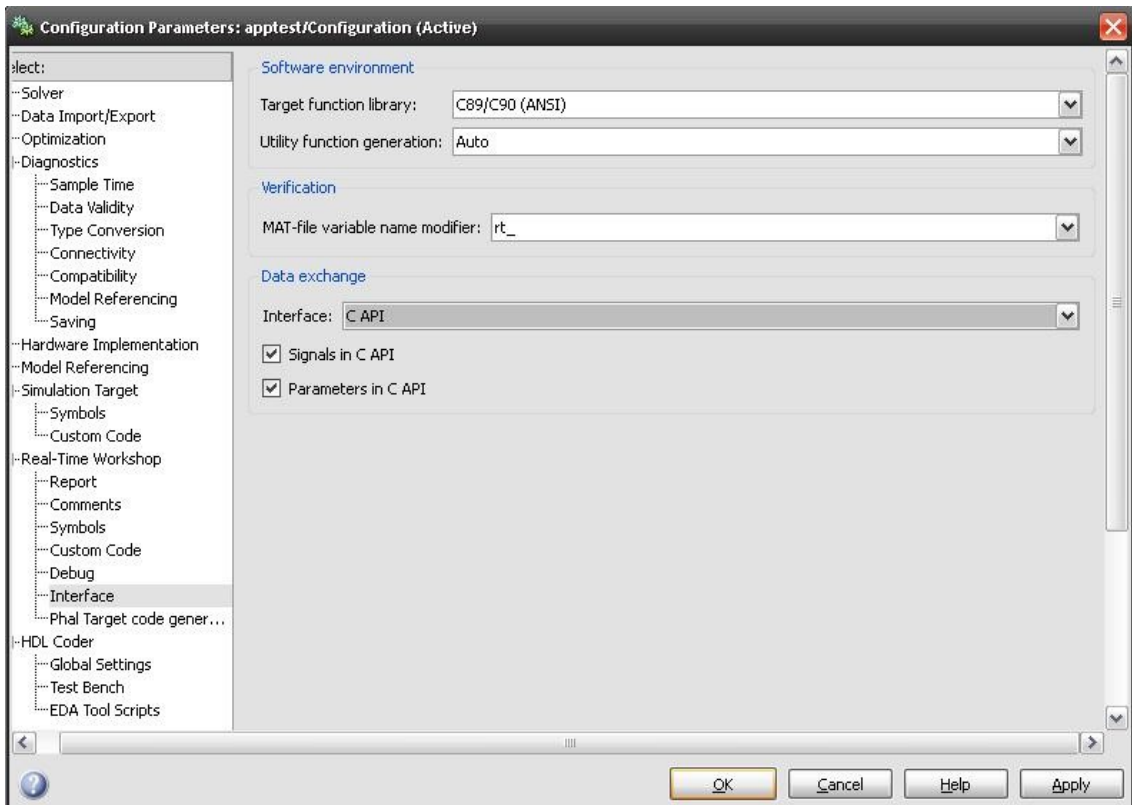 Configuration Parameters: apptest/Configuration (Active)
elect:
Solver
Data Import/Export
Optimization
Diagnostics
Sample Time
Data Validity
Type Conversion
Connectivity
Compatibility
Model Referencing
Saving
Hardware Implementation
Model Referencing
Simulation Target
Symbols
Custom Code
Real-Time Workshop
Report
Comments
Symbols
Custom Code
Debug
Interface
Phal Target code gener...
HDL Coder
Global Settings
Test Bench
EDA Tool Scripts
Software environment
Target function library: C89/C90 (ANSI)
Utility function generation: Auto
Verification
MAT-file variable name modifier: rt_
Data exchange
Interface: C API
Signals in C API
Parameters in C API
OK Cancel Help Apply